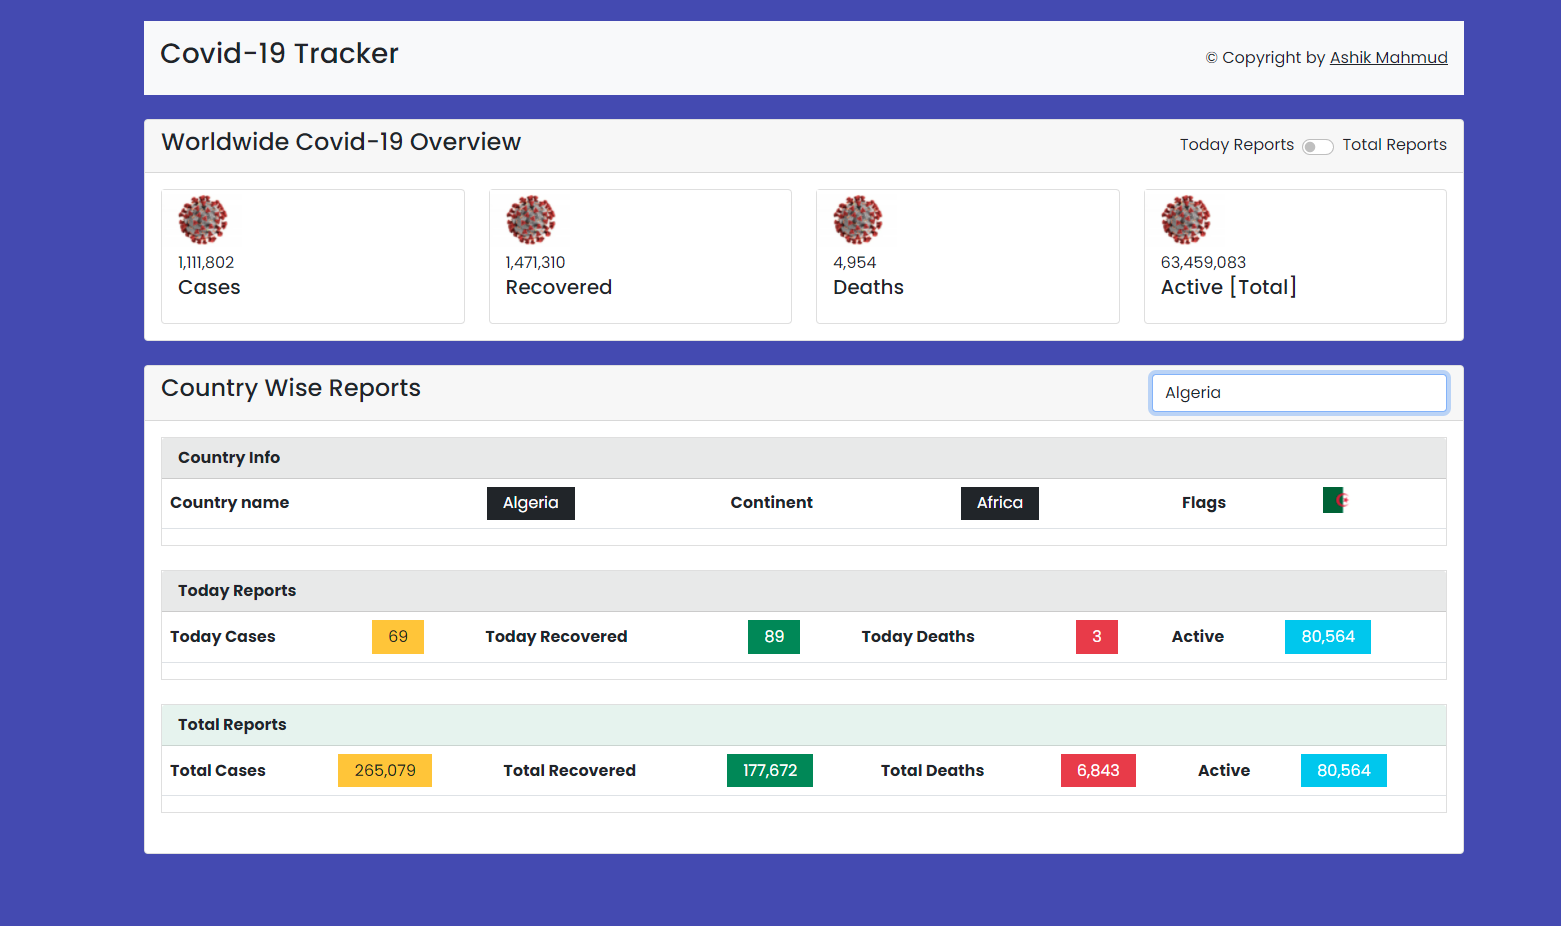 Covid-19 Tracker
© Copyright by Ashik Mahmud
Worldwide Covid-19 Overview
Today Reports Total Reports
1,111,802
Cases
1,471,310
Recovered
4,954
Deaths
63,459,083
Active [Total]
Country Wise Reports
Algeria
Country Info
Country name Algeria Continent Africa Flags
Today Reports
Today Cases 69 Today Recovered 89 Today Deaths 3 Active 80,564
Total Reports
Total Cases 265,079 Total Recovered 177,672 Total Deaths 6,843 Active 80,564